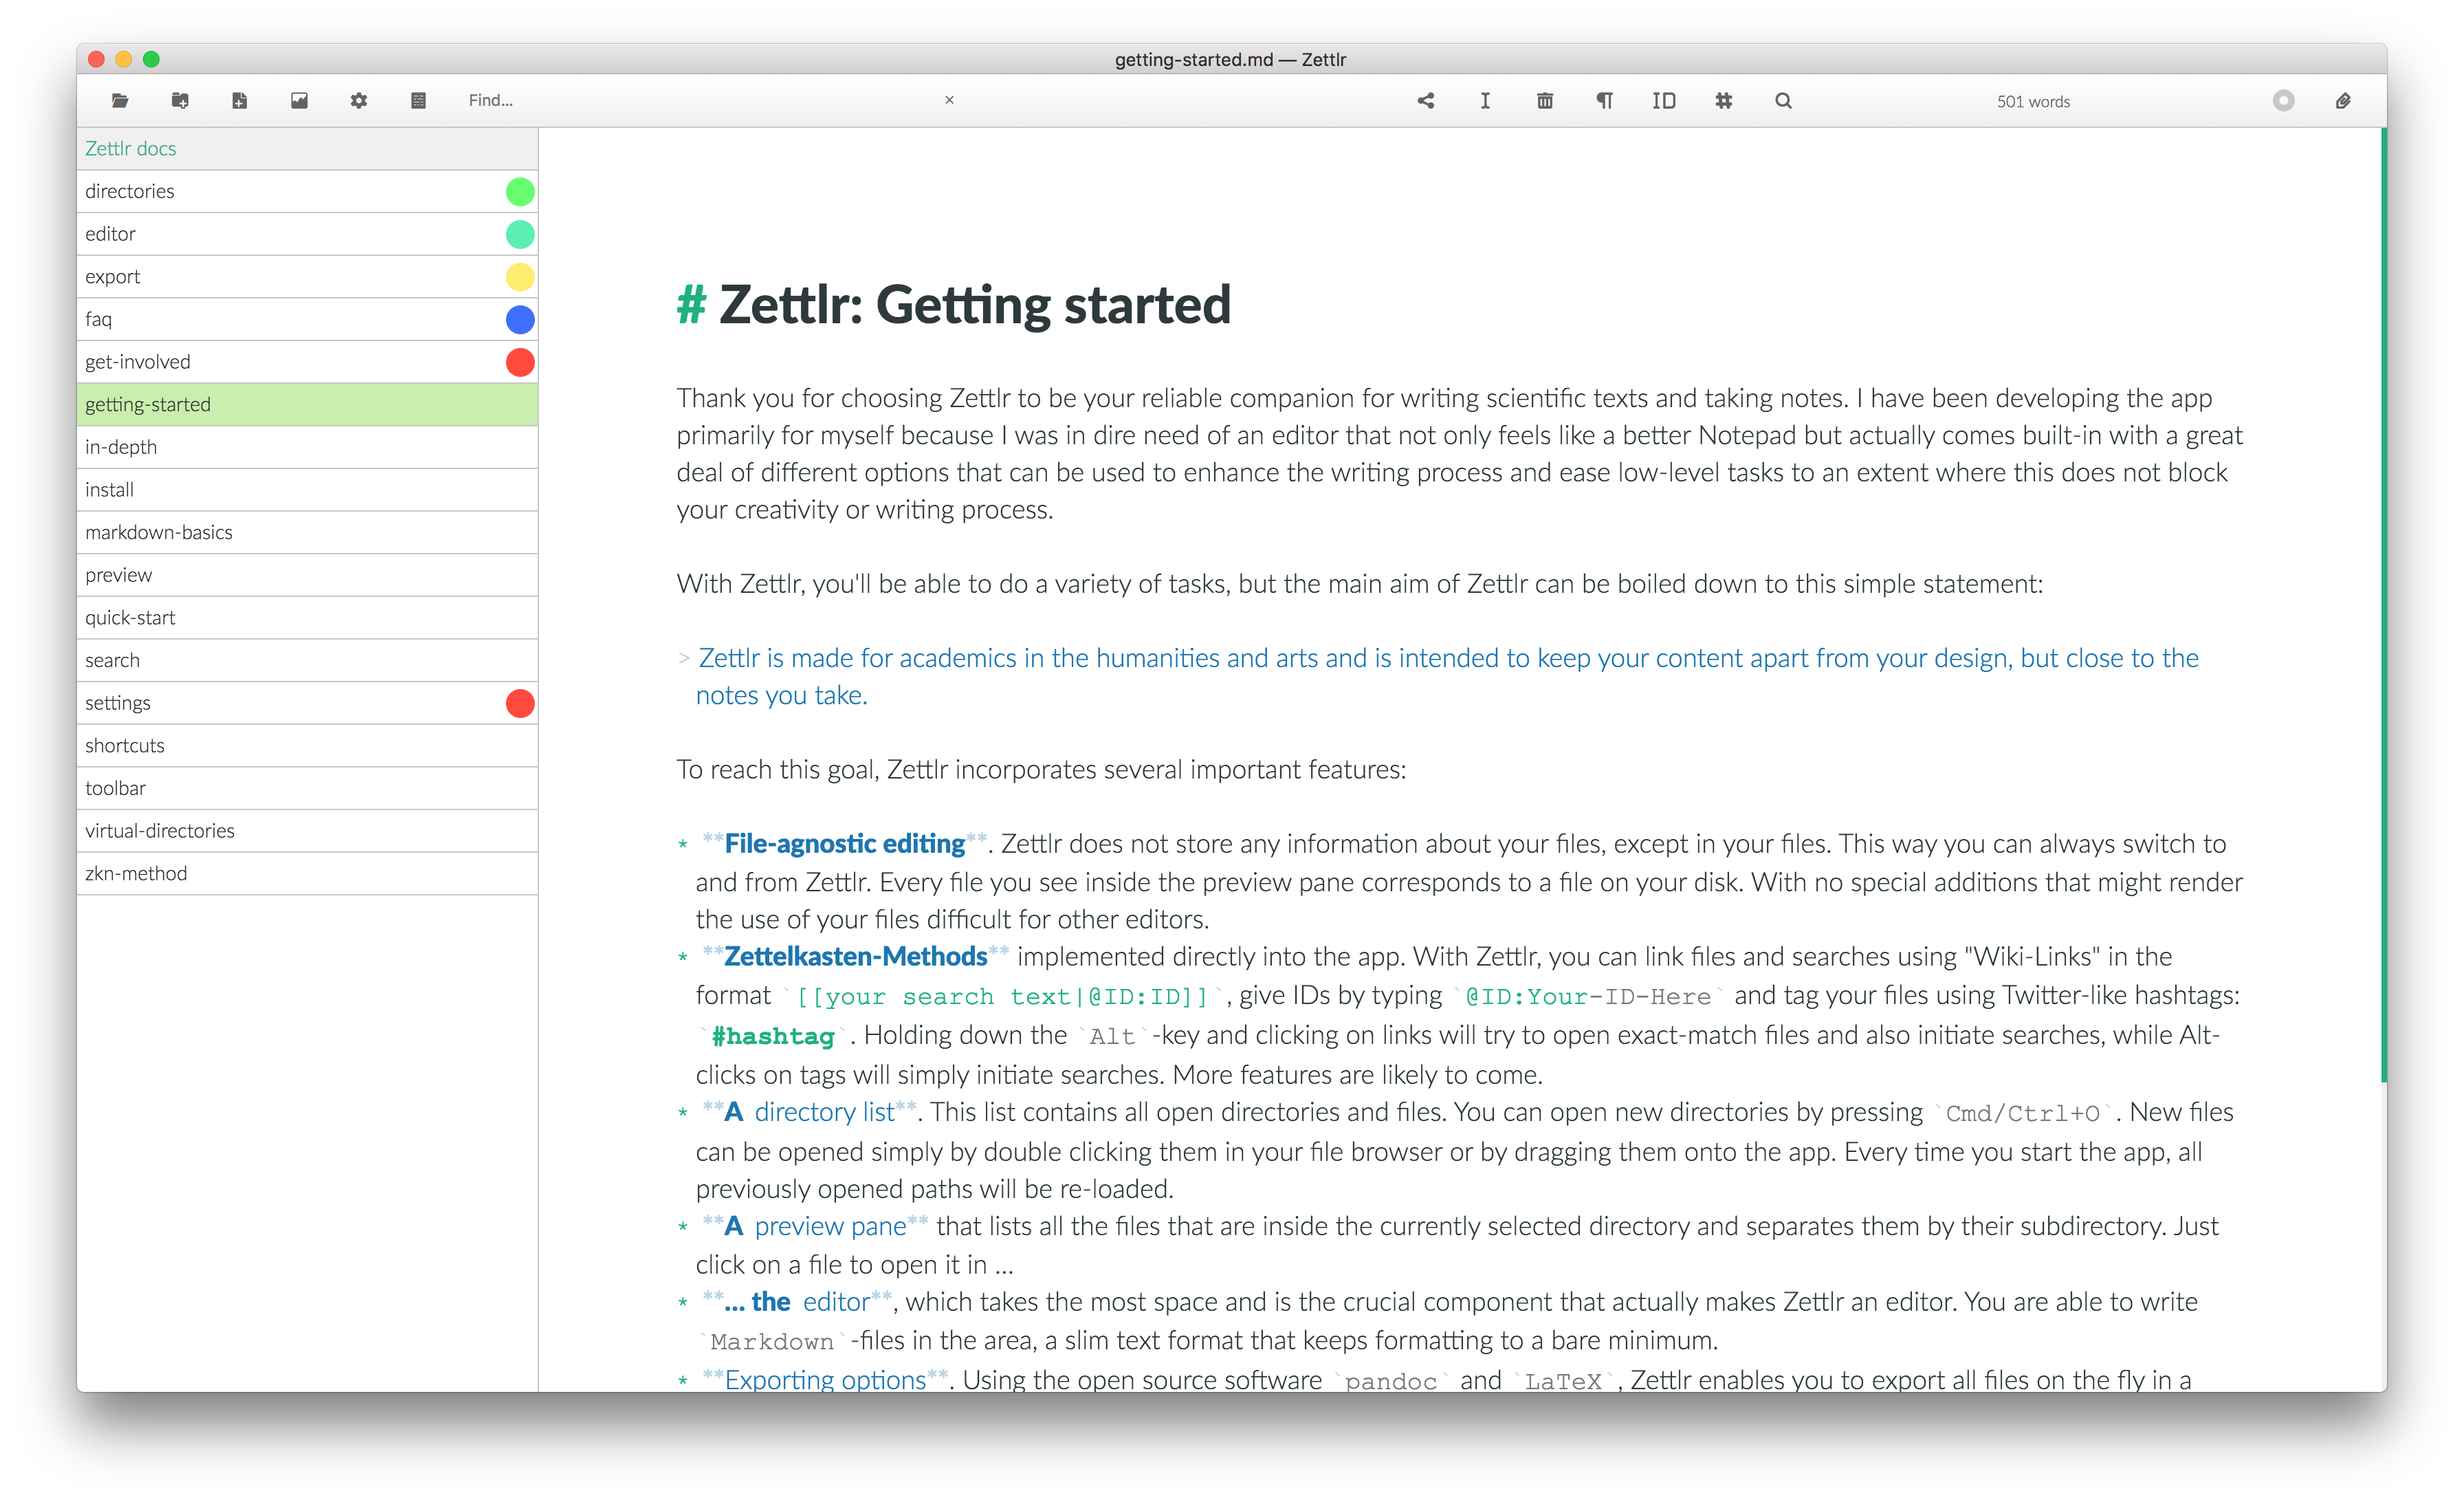 getting-started.md — Zettlr
Find...
×
ID
501 words
Zettlr docs
directories
editor
export
faq
get-involved
getting-started
in-depth
install
markdown-basics
preview
quick-start
search
settings
shortcuts
toolbar
virtual-directories
zkn-method
# Zettlr: Getting started
Thank you for choosing Zettlr to be your reliable companion for writing scientific texts and taking notes. I have been developing the app
primarily for myself because I was in dire need of an editor that not only feels like a better Notepad but actually comes built-in with a great
deal of different options that can be used to enhance the writing process and ease low-level tasks to an extent where this does not block
your creativity or writing process.
With Zettlr, you'll be able to do a variety of tasks, but the main aim of Zettlr can be boiled down to this simple statement:
> Zettlr is made for academics in the humanities and arts and is intended to keep your content apart from your design, but close to the
notes you take.
To reach this goal, Zettlr incorporates several important features:
* **File-agnostic editing**. Zettlr does not store any information about your files, except in your files. This way you can always switch to
and from Zettlr. Every file you see inside the preview pane corresponds to a file on your disk. With no special additions that might render
the use of your files difficult for other editors.
* **Zettelkasten-Methods** implemented directly into the app. With Zettlr, you can link files and searches using "Wiki-Links" in the
format `[[your search text|@ID:ID]]`, give IDs by typing `@ID:Your-ID-Here` and tag your files using Twitter-like hashtags:
`#hashtag`. Holding down the `Alt`-key and clicking on links will try to open exact-match files and also initiate searches, while Alt-
clicks on tags will simply initiate searches. More features are likely to come.
* **A directory list**. This list contains all open directories and files. You can open new directories by pressing `Cmd/Ctrl+O`. New files
can be opened simply by double clicking them in your file browser or by dragging them onto the app. Every time you start the app, all
previously opened paths will be re-loaded.
* **A preview pane** that lists all the files that are inside the currently selected directory and separates them by their subdirectory. Just
click on a file to open it in ...
* **... the editor**, which takes the most space and is the crucial component that actually makes Zettlr an editor. You are able to write
`Markdown`-files in the area, a slim text format that keeps formatting to a bare minimum.
* **Exporting options**. Using the open source software `pandoc` and `LaTeX`, Zettlr enables you to export all files on the fly in a